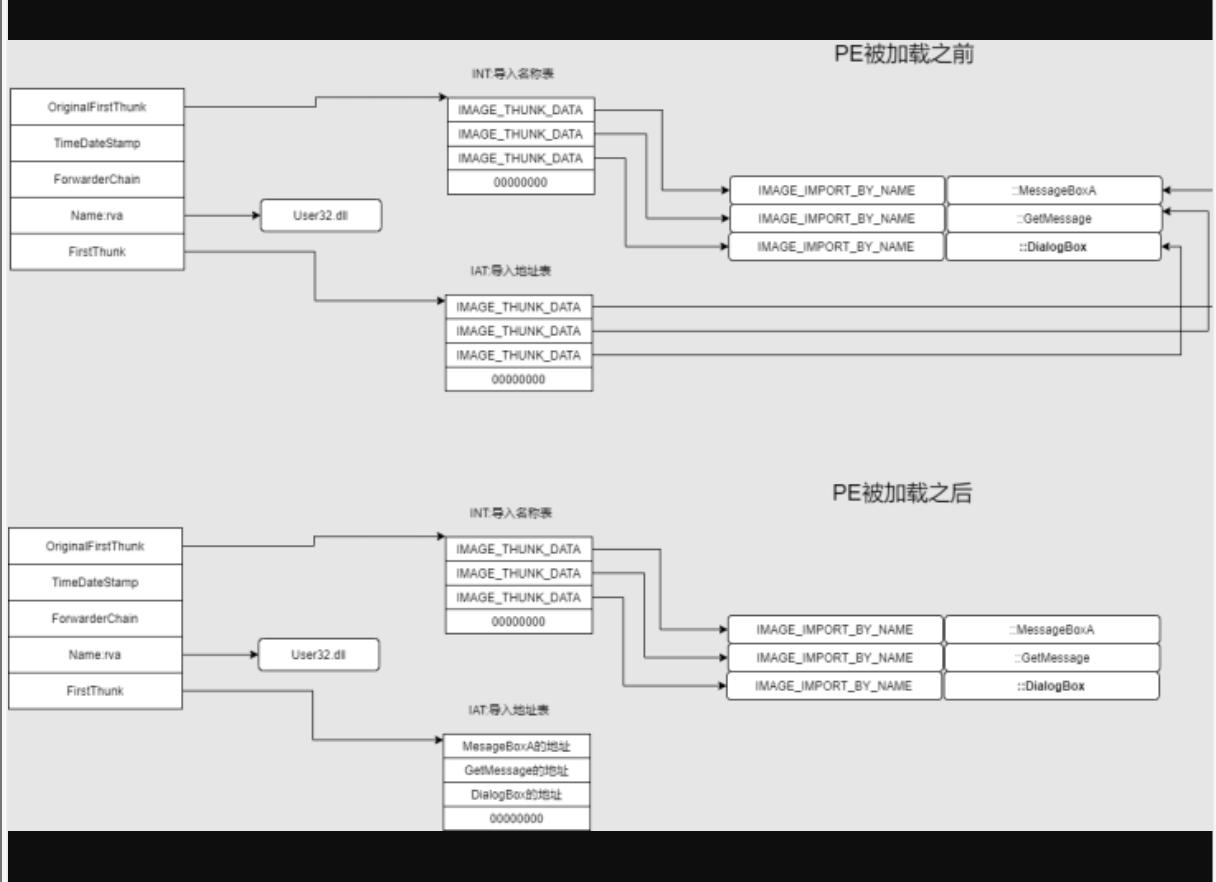 PE被加载之前
INT:导入名称表
OriginalFirstThunk
TimeDateStamp
ForwarderChain
Name:rva
FirstThunk
User32.dll
IMAGE_THUNK_DATA
IMAGE_THUNK_DATA
IMAGE_THUNK_DATA
00000000
IMAGE_IMPORT_BY_NAME
::MessageBoxA
IMAGE_IMPORT_BY_NAME
::GetMessage
IMAGE_IMPORT_BY_NAME
::DialogBox
IAT:导入地址表
IMAGE_THUNK_DATA
IMAGE_THUNK_DATA
IMAGE_THUNK_DATA
00000000
PE被加载之后
INT:导入名称表
OriginalFirstThunk
TimeDateStamp
ForwarderChain
Name:rva
FirstThunk
User32.dll
IMAGE_THUNK_DATA
IMAGE_THUNK_DATA
IMAGE_THUNK_DATA
00000000
IMAGE_IMPORT_BY_NAME
::MessageBoxA
IMAGE_IMPORT_BY_NAME
::GetMessage
IMAGE_IMPORT_BY_NAME
::DialogBox
IAT:导入地址表
MesageBoxA的地址
GetMessage的地址
DialogBox的地址
00000000